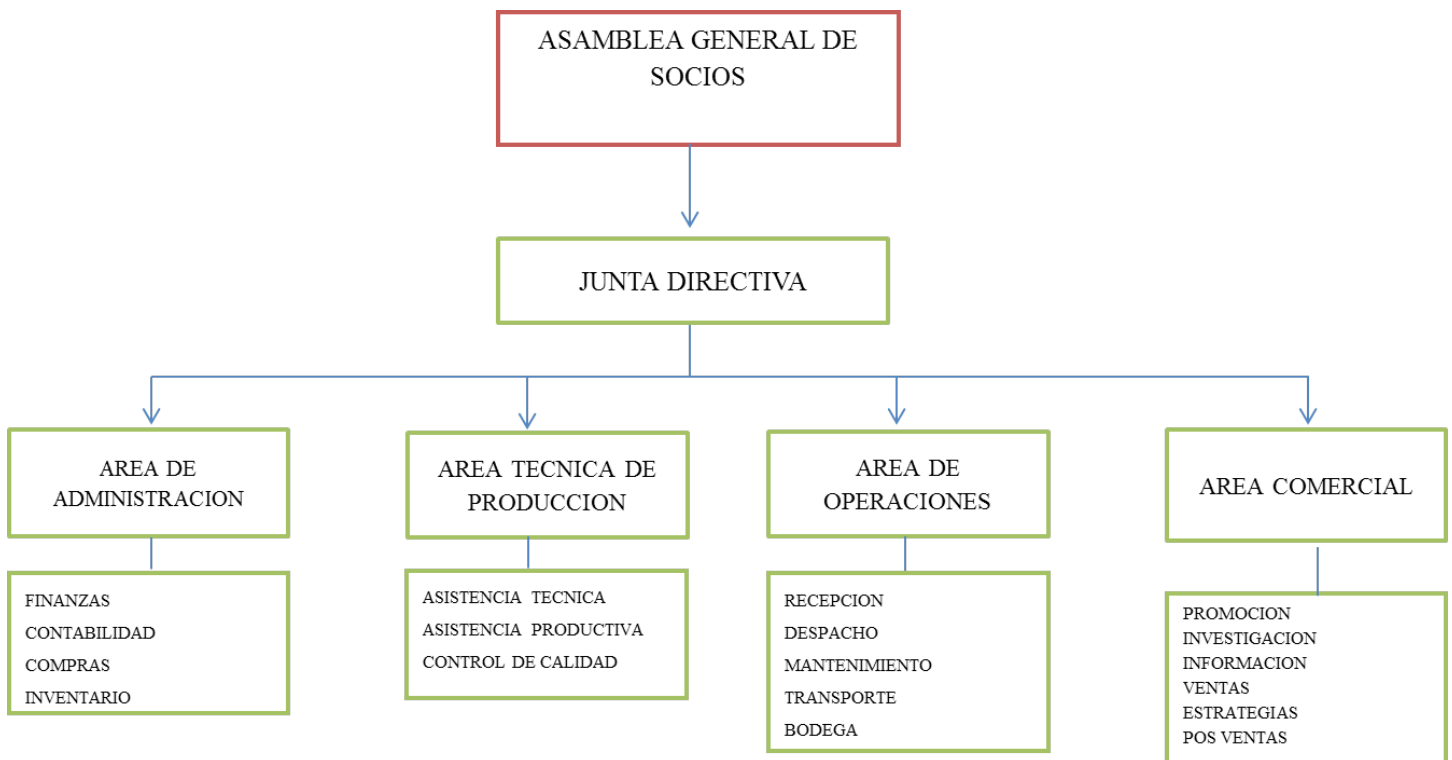 ASAMBLEA GENERAL DE
SOCIOS
JUNTA DIRECTIVA
AREA DE
ADMINISTRACION
AREA TECNICA DE
PRODUCCION
AREA DE
OPERACIONES
AREA COMERCIAL
FINANZAS
CONTABILIDAD
COMPRAS
INVENTARIO
ASISTENCIA TECNICA
ASISTENCIA PRODUCTIVA
CONTROL DE CALIDAD
RECEPCION
DESPACHO
MANTENIMIENTO
TRANSPORTE
BODEGA
PROMOCION
INVESTIGACION
INFORMACION
VENTAS
ESTRATEGIAS
POS VENTAS